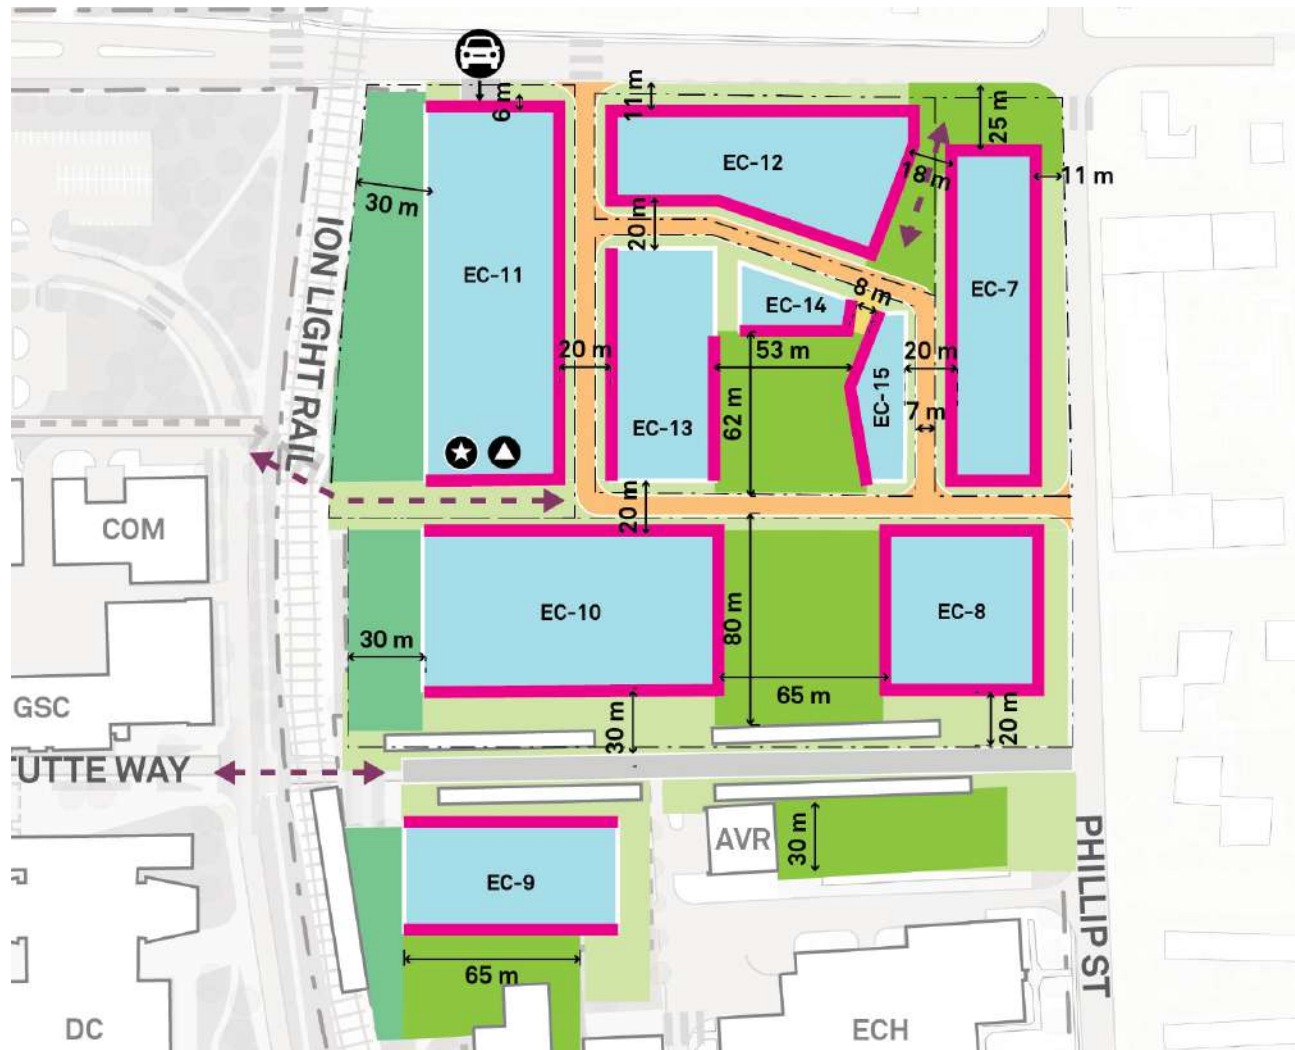 6 m
11 m
25 m
EC-12
18 m
11 m
30 m
ION LIGHT RAIL
20 m
EC-11
EC-14
8 m
EC-7
20 m
53 m
20 m
EC-15
7 m
EC-13
62 m
20 m
COM
EC-10
EC-8
30 m
80 m
65 m
GSC
30 m
20 m
UTTE WAY
AVR
30 m
PHILLIP ST
EC-9
65 m
DC
ECH